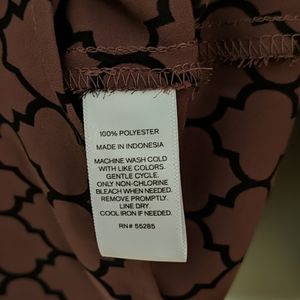 100% POLYESTER
MADE IN INDONESIA
MACHINE WASH COLD
WITH LIKE COLORS.
GENTLE CYCLE.
ONLY NON-CHLORINE
BLEACH WHEN NEEDED.
REMOVE PROMPTLY.
LINE DRY.
COOL IRON IF NEEDED.
RN# 55285